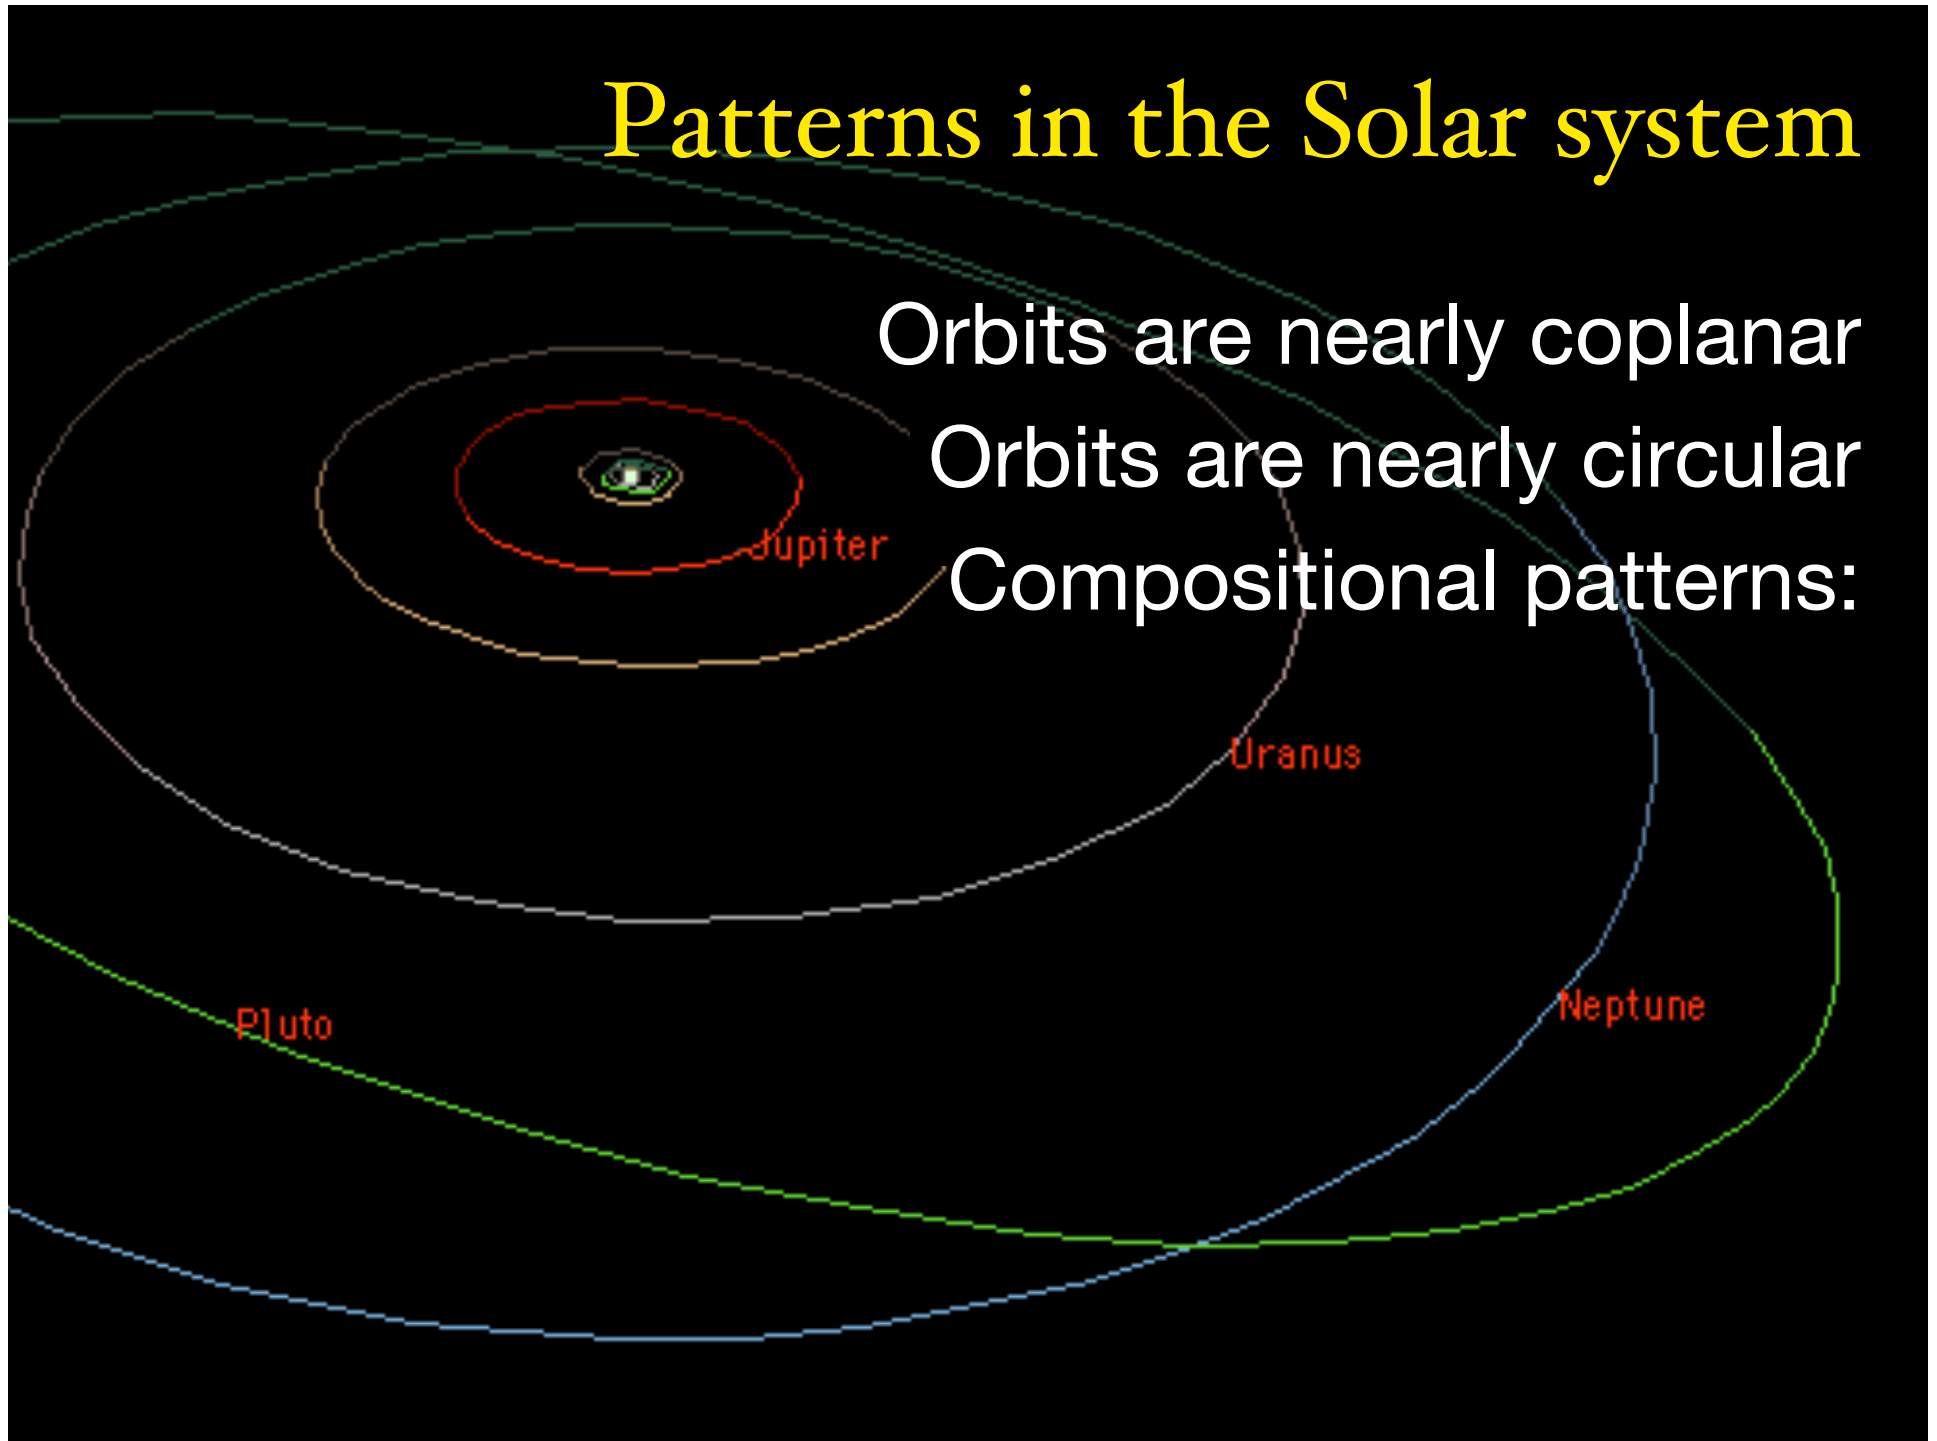 Patterns in the Solar system
Orbits are nearly coplanar
Orbits are nearly circular
Compositional patterns:
Jupiter
Uranus
Neptune
Pluto